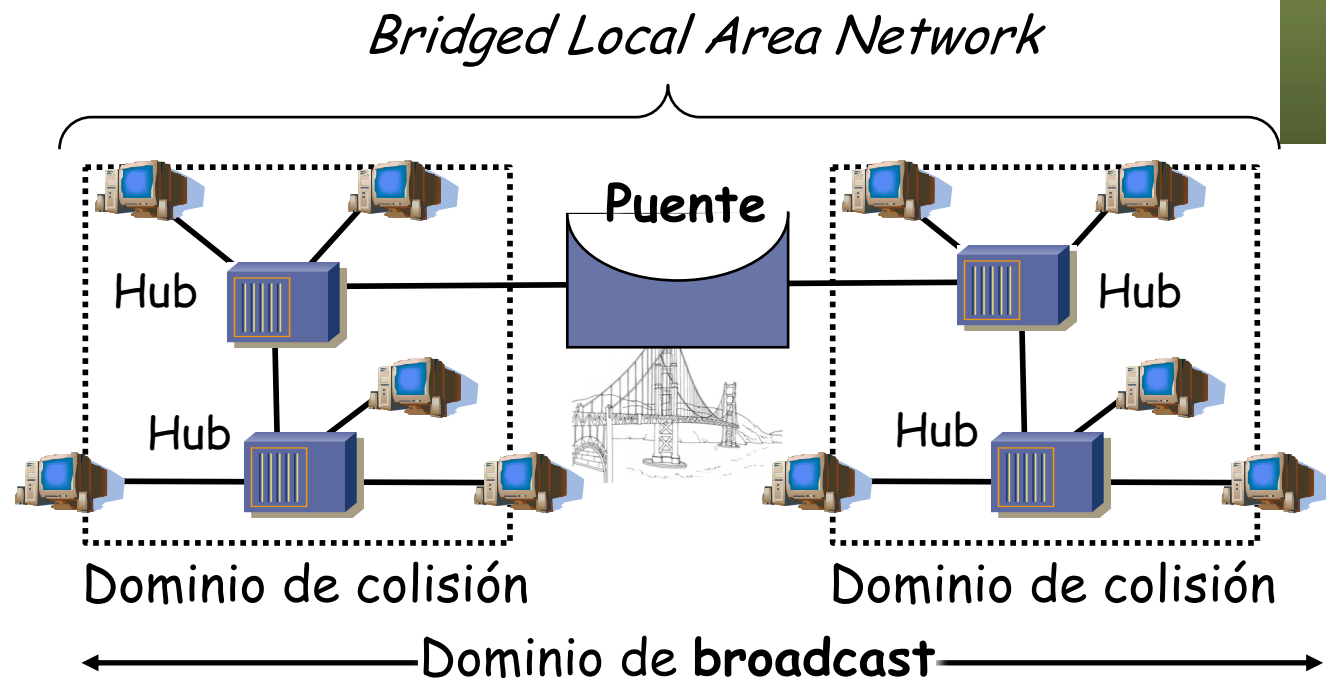 Bridged Local Area Network
Puente
Hub
Hub
Hub
Hub
Dominio de colisión
Dominio de colisión
Dominio de broadcast